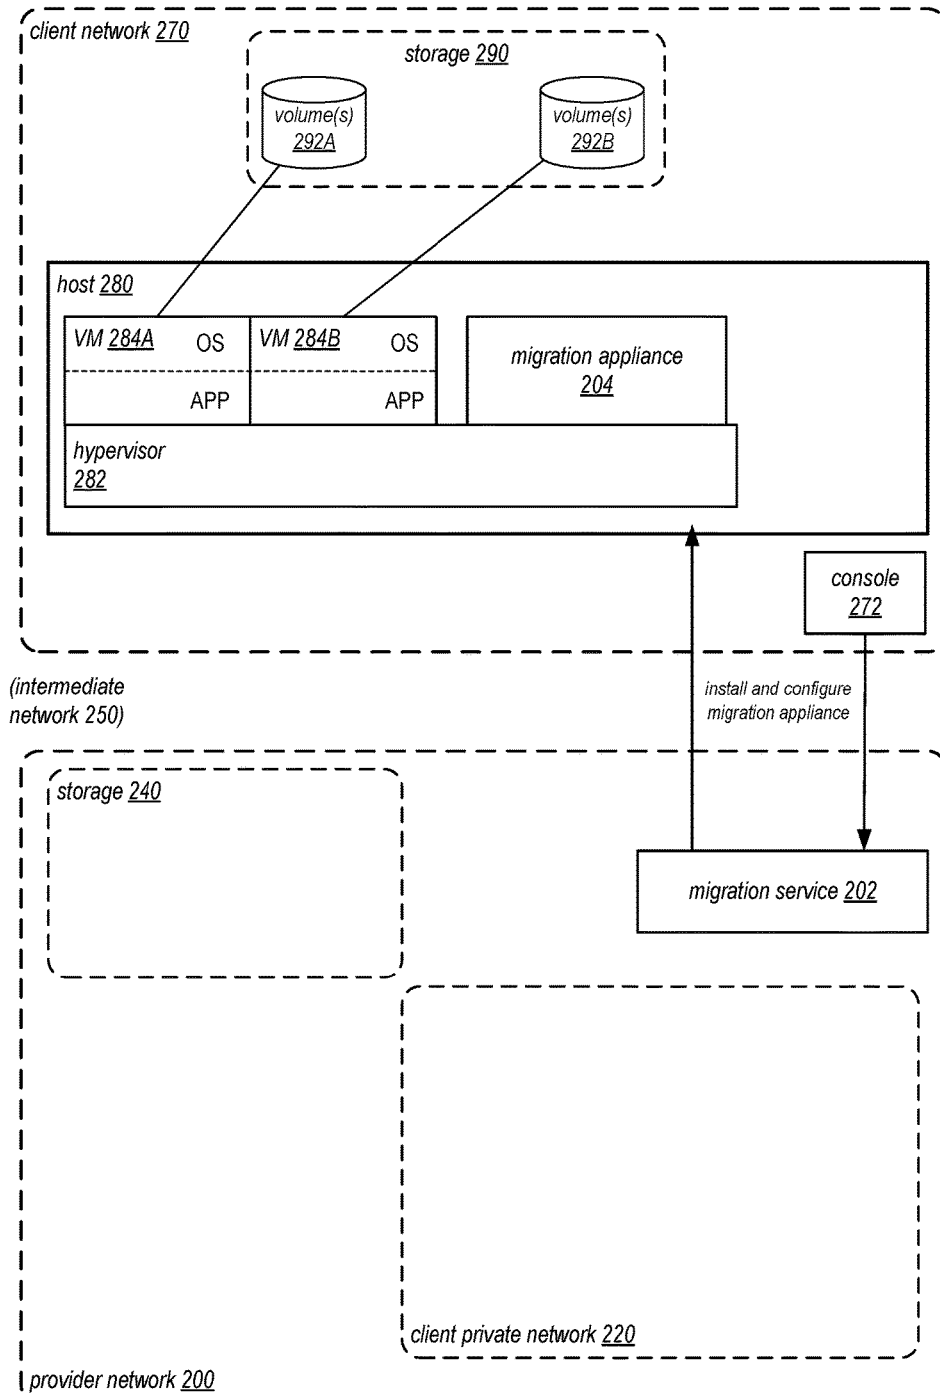 client network 270
storage 290
volume(s)
292A
volume(s)
292B
host 280
VM 284A OS
APP
VM 284B OS
APP
migration appliance
204
hypervisor
282
console
272
(intermediate
network 250)
install and configure
migration appliance
storage 240
migration service 202
client private network 220
provider network 200